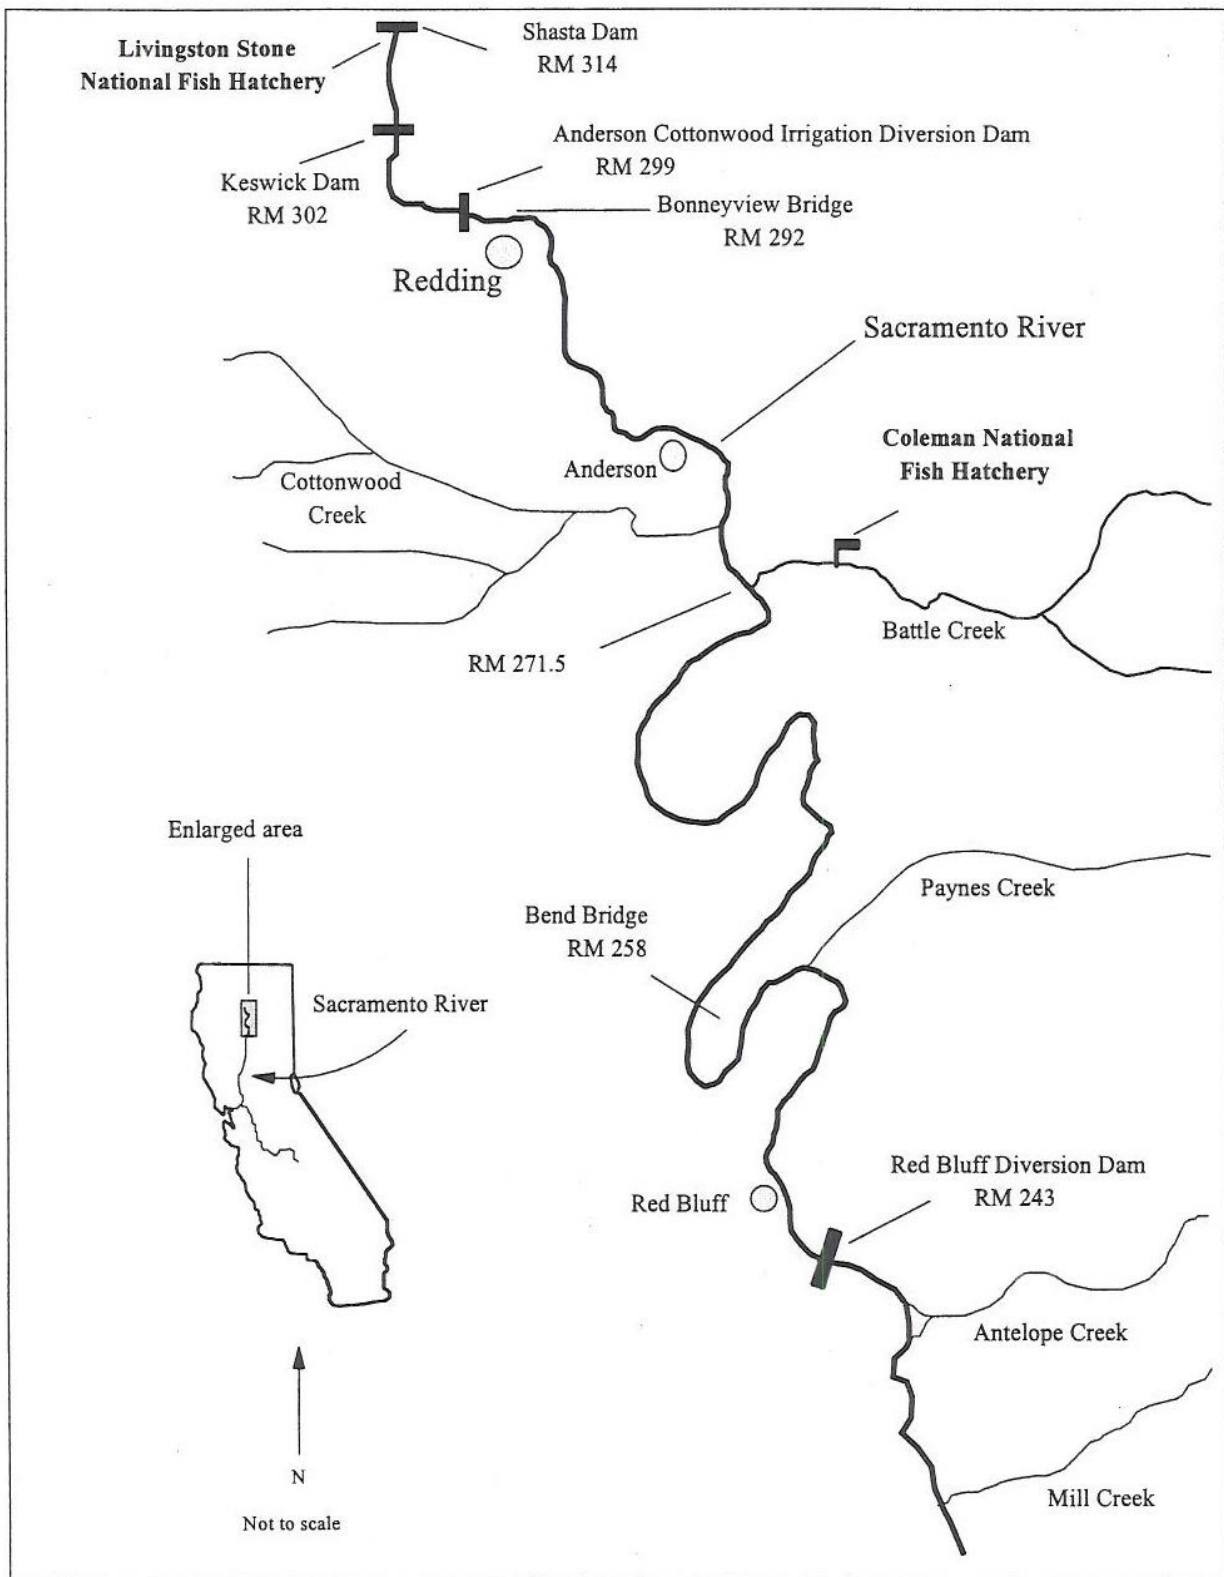 Livingston Stone
National Fish Hatchery
Shasta Dam
RM 314
Keswick Dam
RM 302
Anderson Cottonwood Irrigation Diversion Dam
RM 299
Bonneyview Bridge
RM 292
Redding
Sacramento River
Coleman National
Fish Hatchery
Anderson
Cottonwood
Creek
Battle Creek
RM 271.5
Enlarged area
Paynes Creek
Bend Bridge
RM 258
Sacramento River
Red Bluff Diversion Dam
RM 243
Red Bluff
Antelope Creek
Mill Creek
N
Not to scale